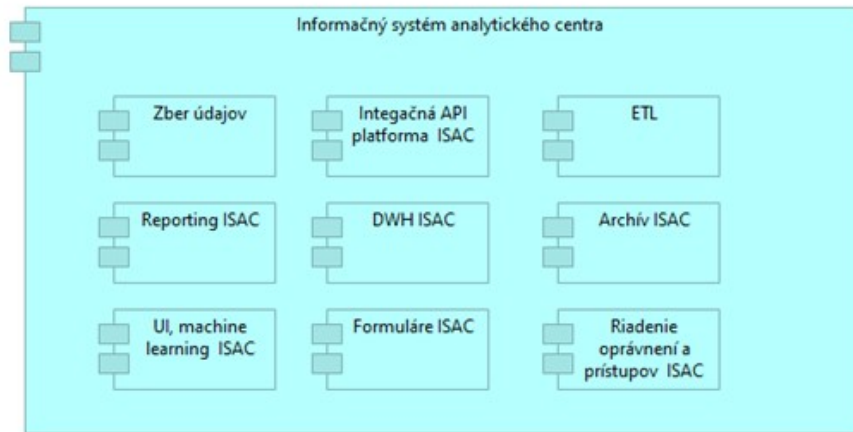 Informačný systém analytického centra
Zber údajov
Integačná API
platforma ISAC
ETL
Reporting ISAC
DWH ISAC
Archív ISAC
UI, machine
learning ISAC
Formuláre ISAC
Riadenie
oprávnení a
prístupov ISAC